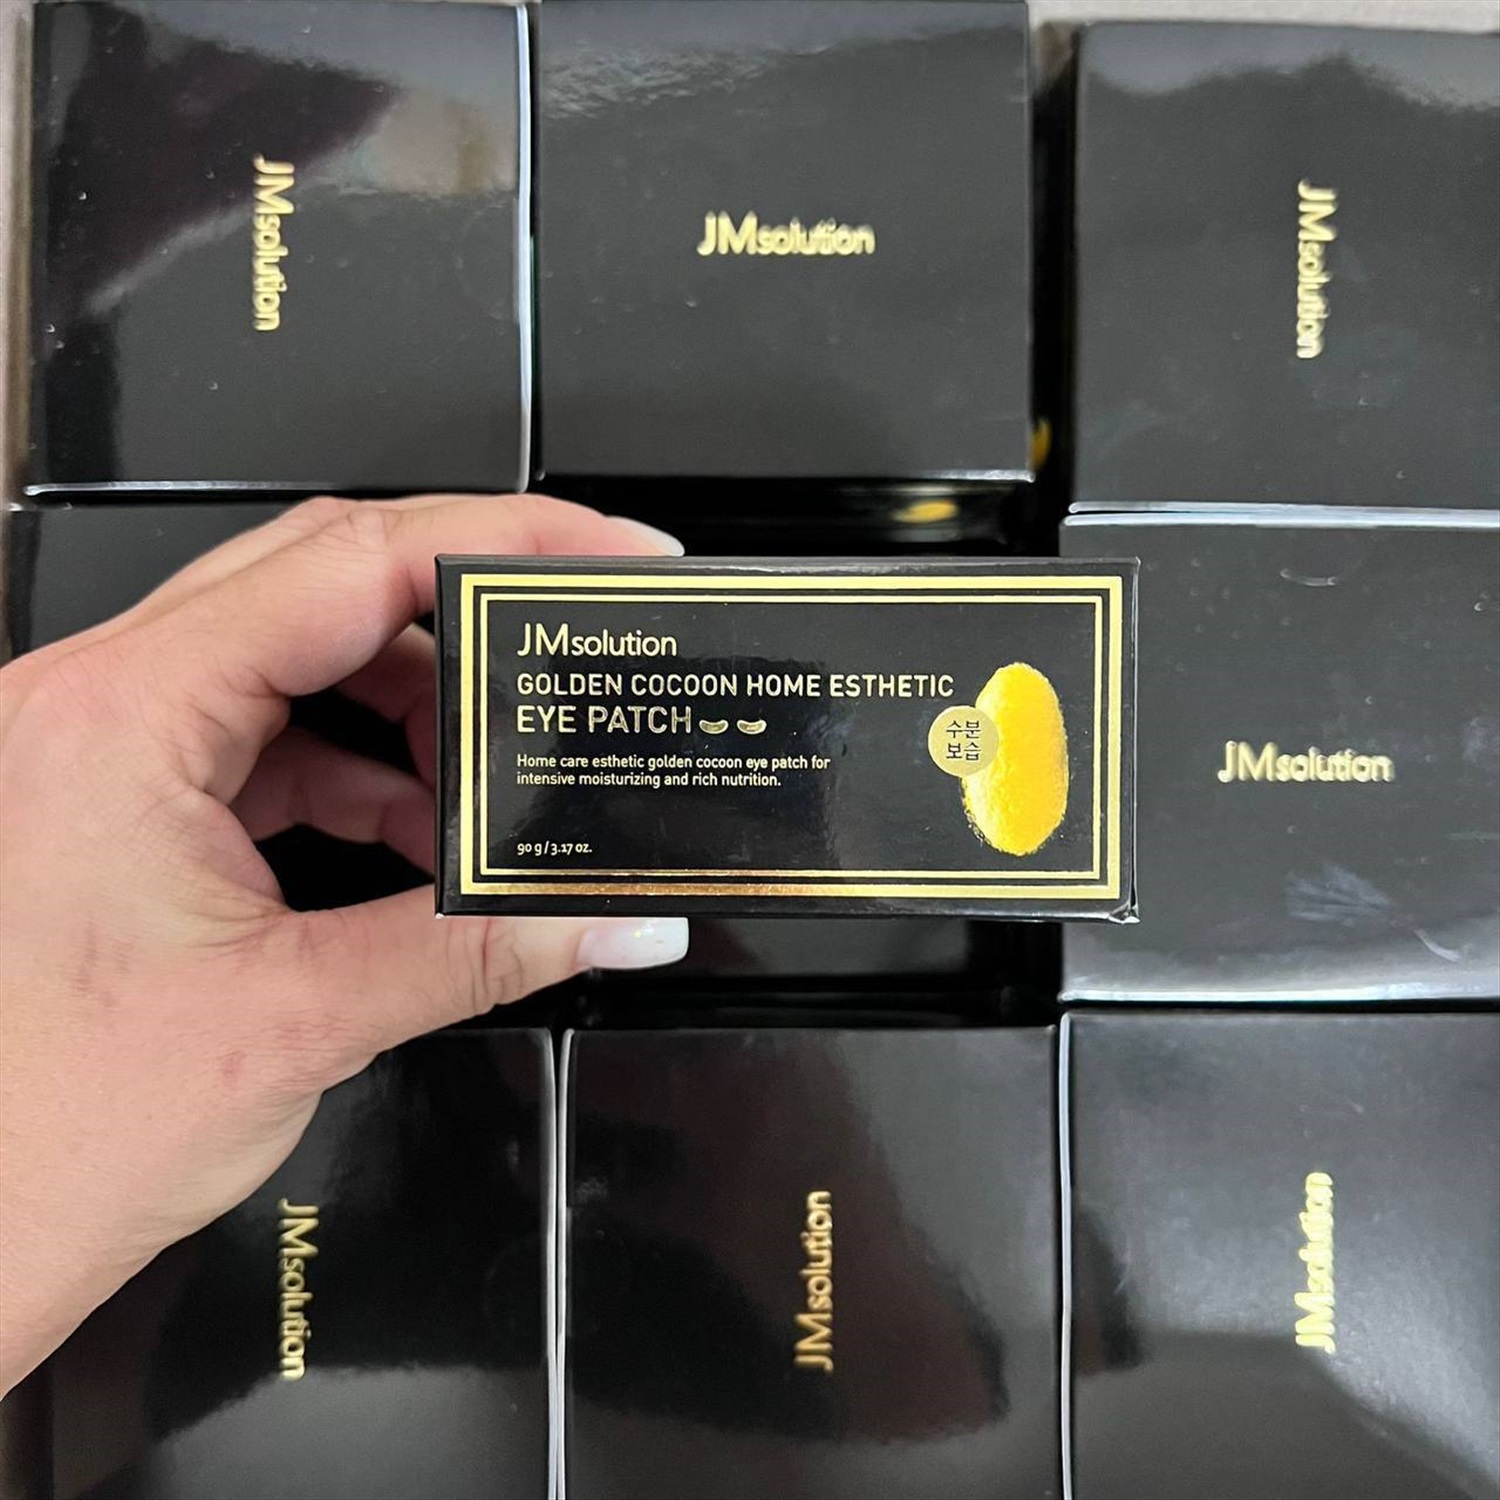 JMsolution
JMsolution
JMsolution
JMsolution
GOLDEN COCOON HOME ESTHETIC
EYE PATCH
Home care esthetic golden cocoon eye patch for
intensive moisturizing and rich nutrition.
90 g / 3.17 oz.
수분
보습
JMsolution
JMsolution
JMsolution
JMsolution